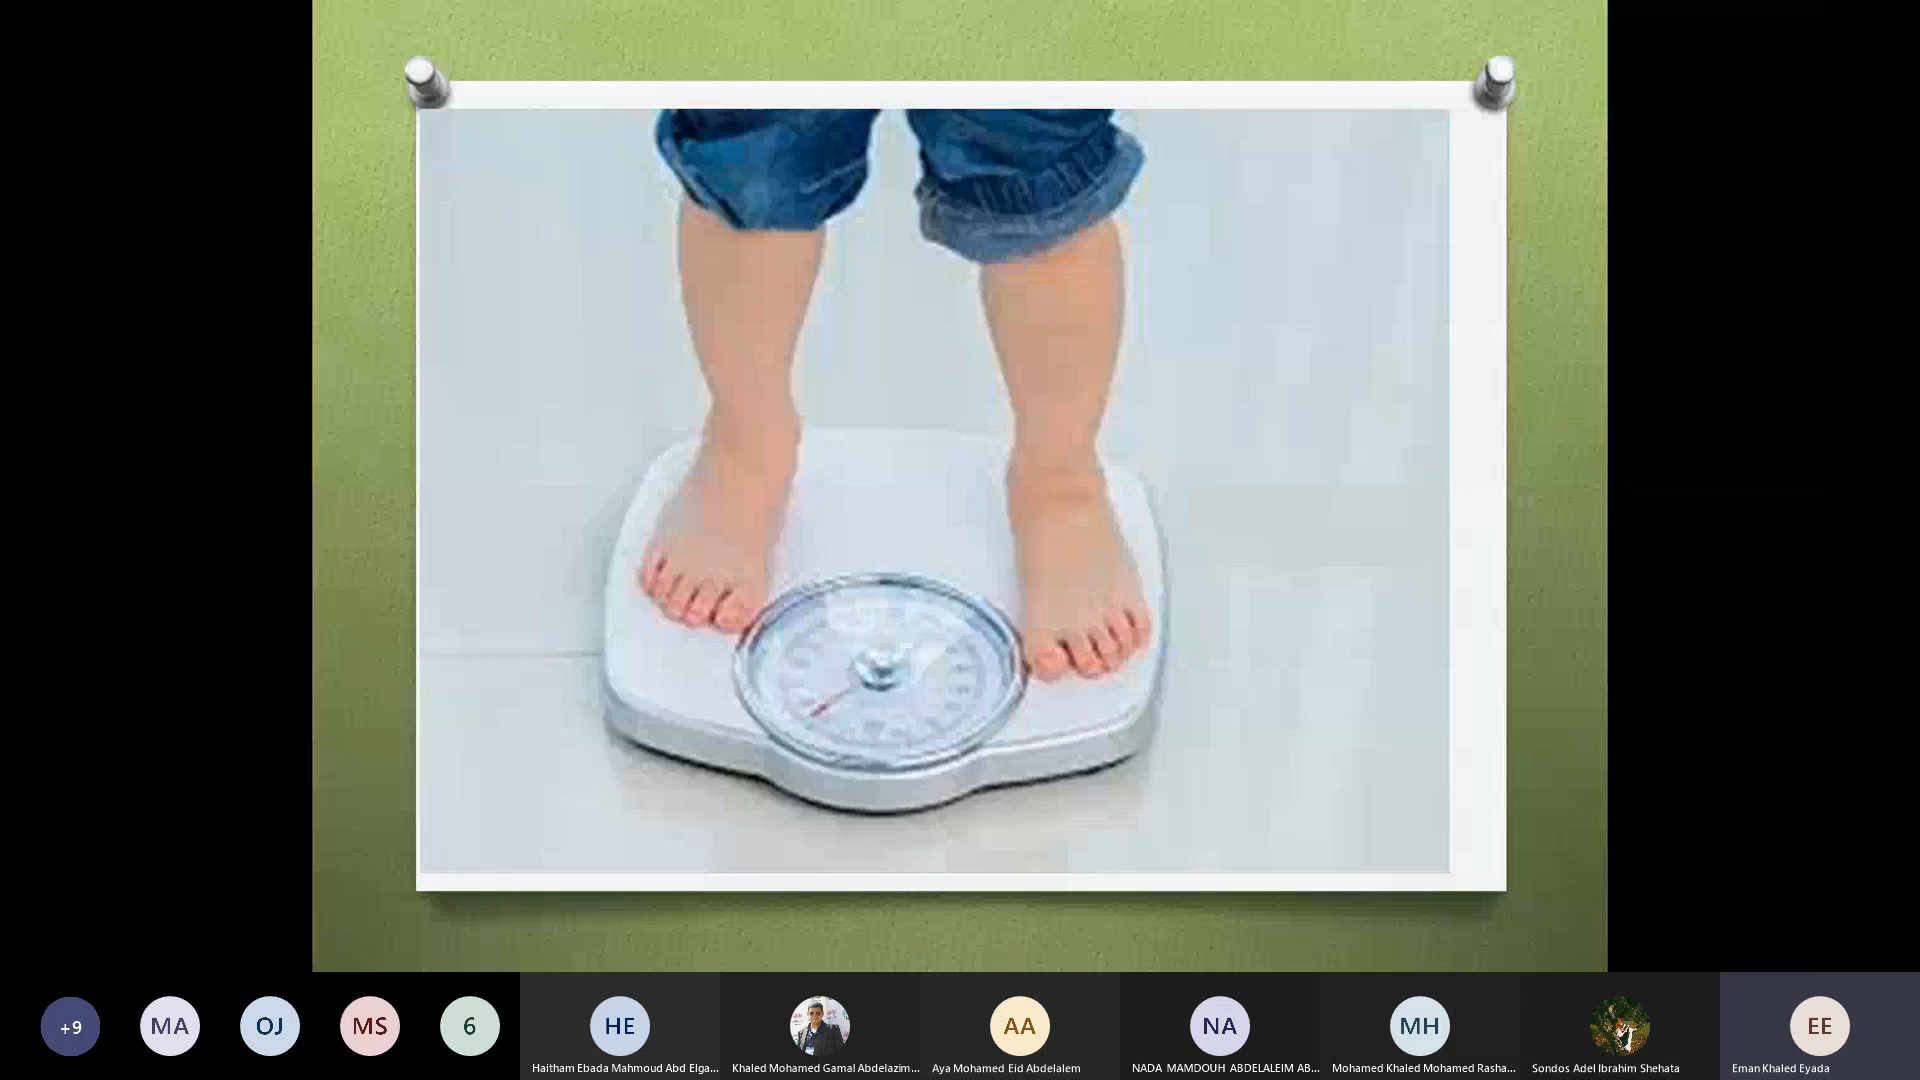 +9
MA
OJ
MS
6
HE
AA
NA
MH
EE
Haitham Ebada Mahmoud Abd Elga...
Khaled Mohamed Gamal Abdelazim...
Aya Mohamed Eid Abdelalem
NADA MAMDOUH ABDELALEIM AB...
Mohamed Khaled Mohamed Rasha...
Sondos Adel Ibrahim Shehata
Eman Khaled Eyada